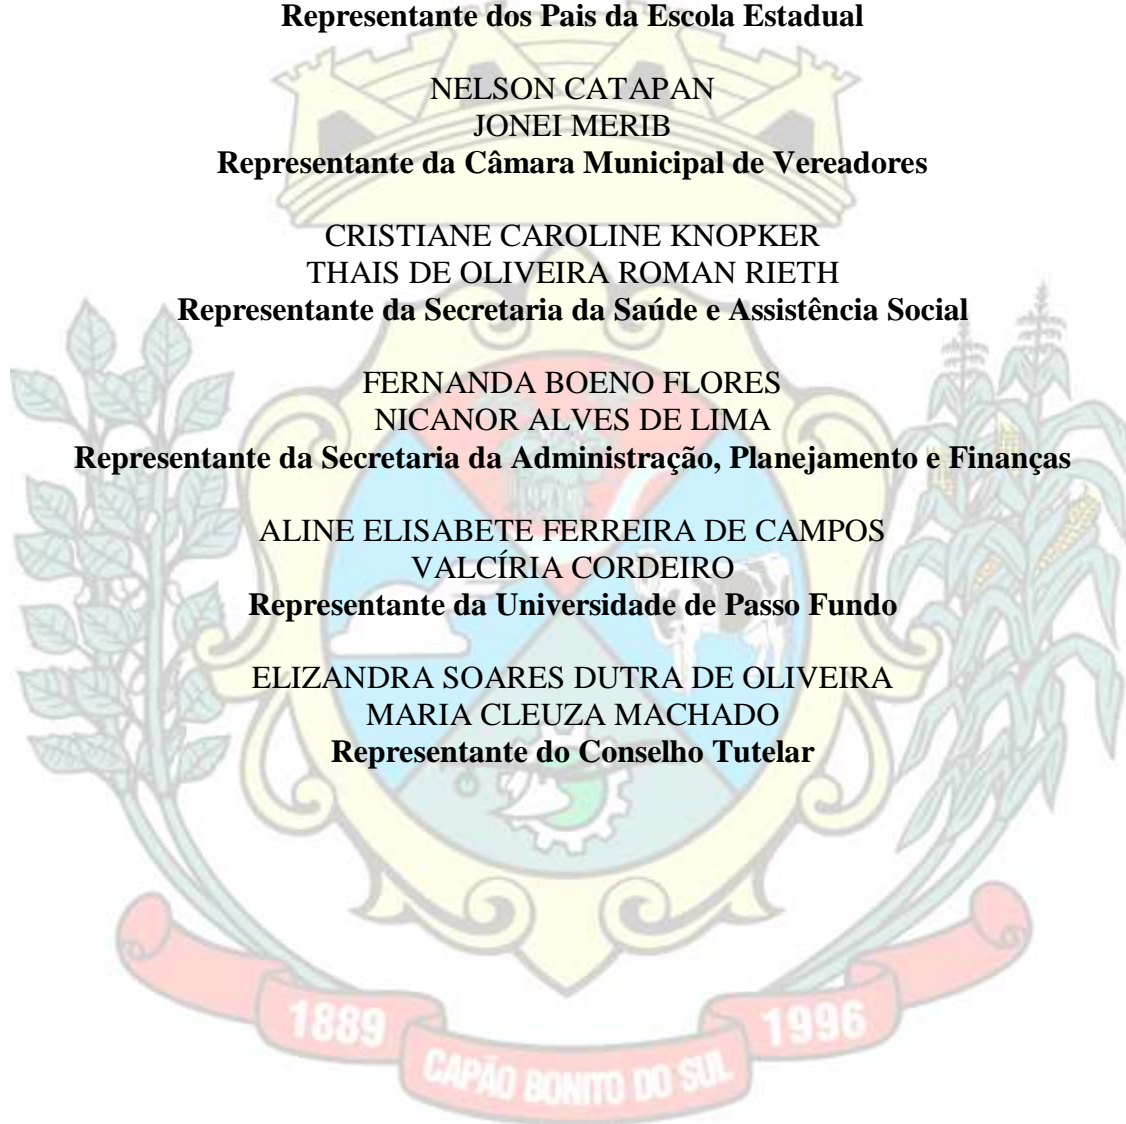 Representante dos Pais da Escola Estadual
NELSON CATAPAN
JONEI MERIB
Representante da Câmara Municipal de Vereadores
CRISTIANE CAROLINE KNOPKER
THAIS DE OLIVEIRA ROMAN RIETH
Representante da Secretaria da Saúde e Assistência Social
FERNANDA BOENO FLORES
NICANOR ALVES DE LIMA
Representante da Secretaria da Administração, Planejamento e Finanças
ALINE ELISABETE FERREIRA DE CAMPOS
VALCÍRIA CORDEIRO
Representante da Universidade de Passo Fundo
ELIZANDRA SOARES DUTRA DE OLIVEIRA
MARIA CLEUZA MACHADO
Representante do Conselho Tutelar
1889
CAPÃO BONITO DO SUL
1996